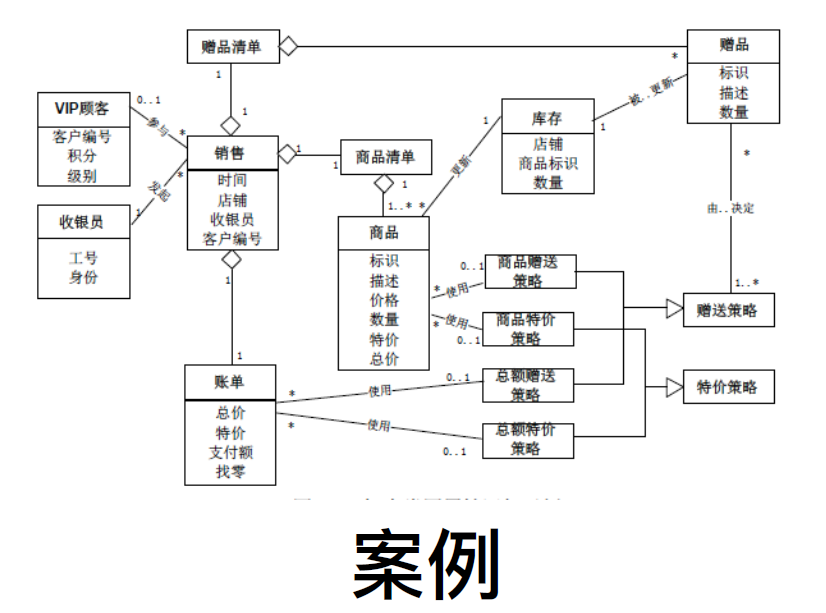 赠品清单
1
*
赠品
标识
描述
数量
VIP顾客
客户编号
积分
级别
0..1
参与
*
1
销售
时间
店铺
收银员
客户编号
1
1
商品清单
1
1..*
*
更新
1
库存
店铺
商品标识
数量
1
被..更新
收银员
工号
身份
1
发起
*
商品
标识
描述
价格
数量
特价
总价
*
使用
0..1
商品赠送
策略
*
使用
0..1
商品特价
策略
*
由..决定
1..*
赠送策略
特价策略
1
1
账单
总价
特价
支付额
找零
*
使用
0..1
总额赠送
策略
*
使用
0..1
总额特价
策略
案例